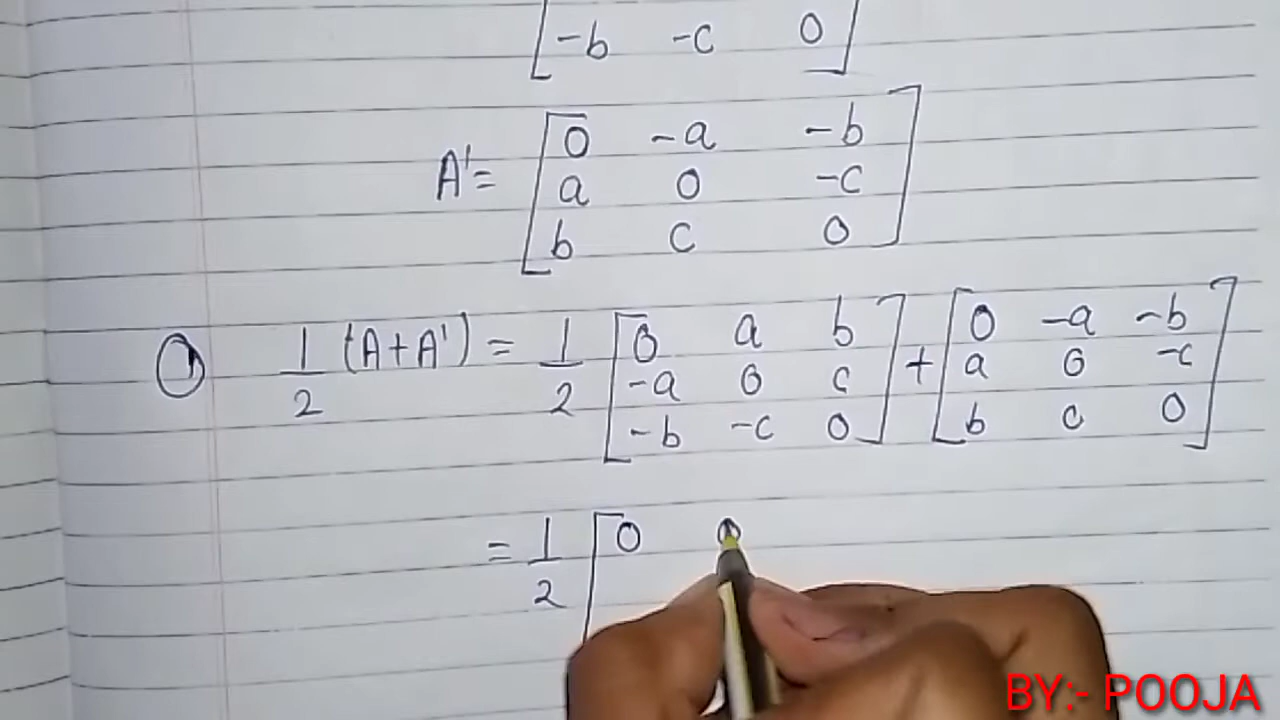 -b -c 0
0 -a -b
A'= a 0 -c
b c 0
① 1/2 (A+A') = 1/2 [0 a b] + [0 -a -b]
[-a 0 c] [a 0 -c]
[-b -c 0] [b c 0]
= 1/2 [0 0
BY:- POOJA